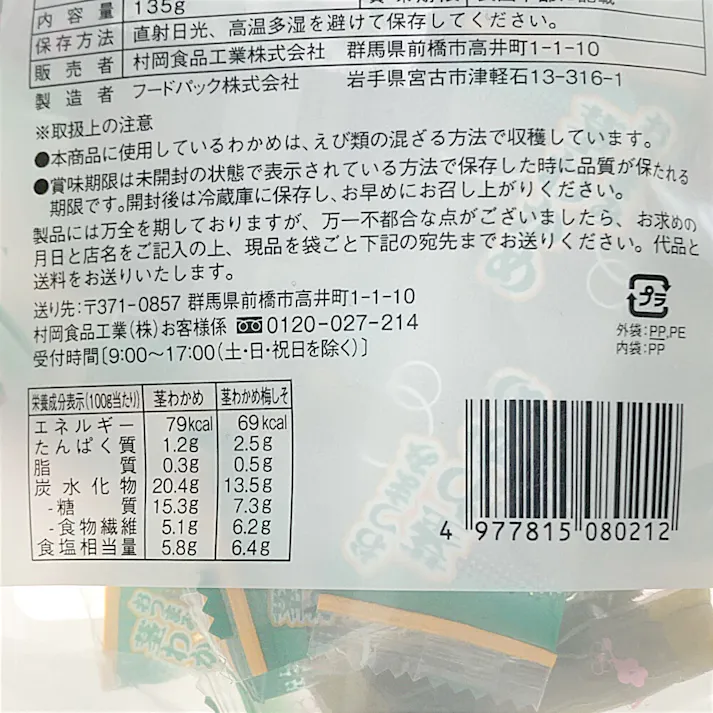 内容量 135g
保存方法 直射日光、高温多湿を避けて保存してください。
販売者 村岡食品工業株式会社 群馬県前橋市高井町1-1-10
製造者 フードパック株式会社 岩手県宮古市津軽石13-316-1
※取扱上の注意
●本商品に使用しているわかめは、えび類の混ざる方法で収穫しています。
●賞味期限は未開封の状態で表示されている方法で保存した時に品質が保たれる
期限です。開封後は冷蔵庫に保存し、お早めにお召し上がりください。
製品には万全を期しておりますが、万一不都合な点がございましたら、お求めの
月日と店名をご記入の上、現品を袋ごと下記の宛先までお送りください。代品と
送料をお送りいたします。
送り先:〒371-0857 群馬県前橋市高井町1-1-10
村岡食品工業(株)お客様係 0120-027-214
受付時間〔9:00〜17:00(土・日・祝日を除く)〕
プラ
外袋:PP,PE
内袋:PP
栄養成分表示(100g当たり) 茎わかめ 茎わかめ梅しそ
エネルギー 79kcal 69kcal
たんぱく質 1.2g 2.5g
脂質 0.3g 0.5g
炭水化物 20.4g 13.5g
-糖質 15.3g 7.3g
-食物繊維 5.1g 6.2g
食塩相当量 5.8g 6.4g
4 977815 080212
おつまみ
茎わか